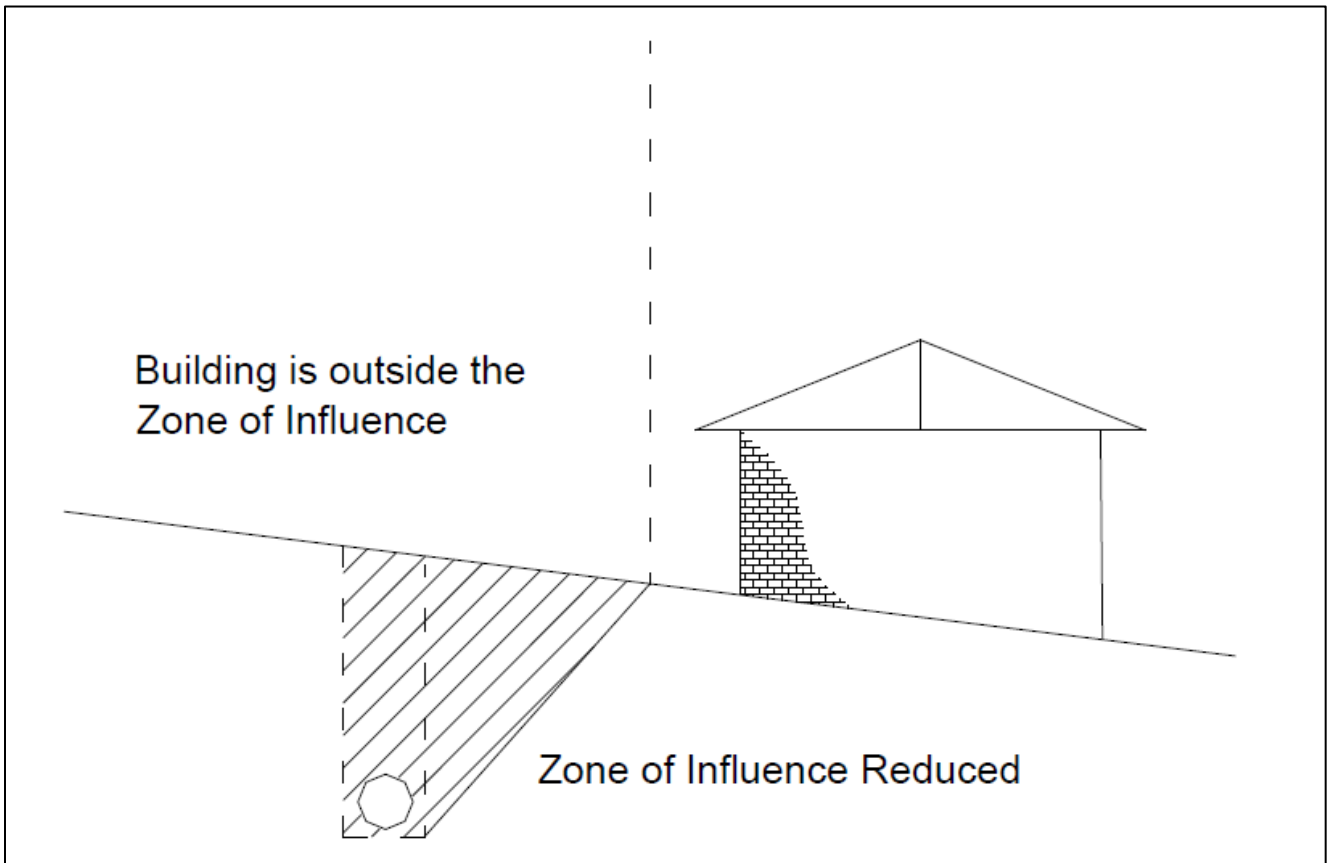 Building is outside the
Zone of Influence
Zone of Influence Reduced